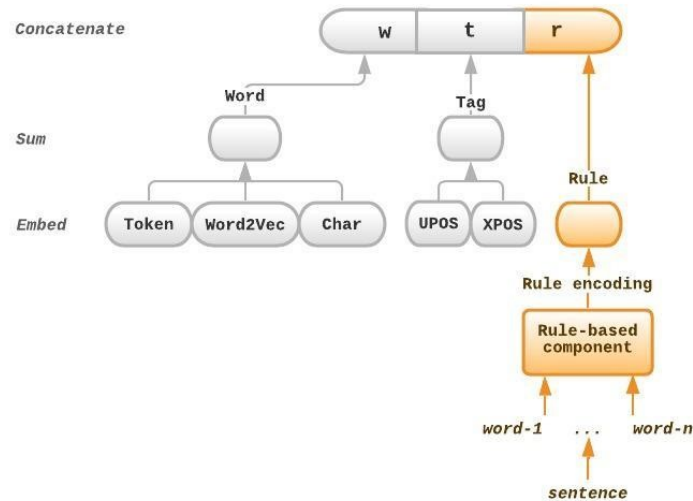 Concatenate
w t r
Word
Tag
Sum
Rule
Embed
Token Word2Vec Char UPOS XPOS
Rule encoding
Rule-based
component
word-1 ... word-n
sentence